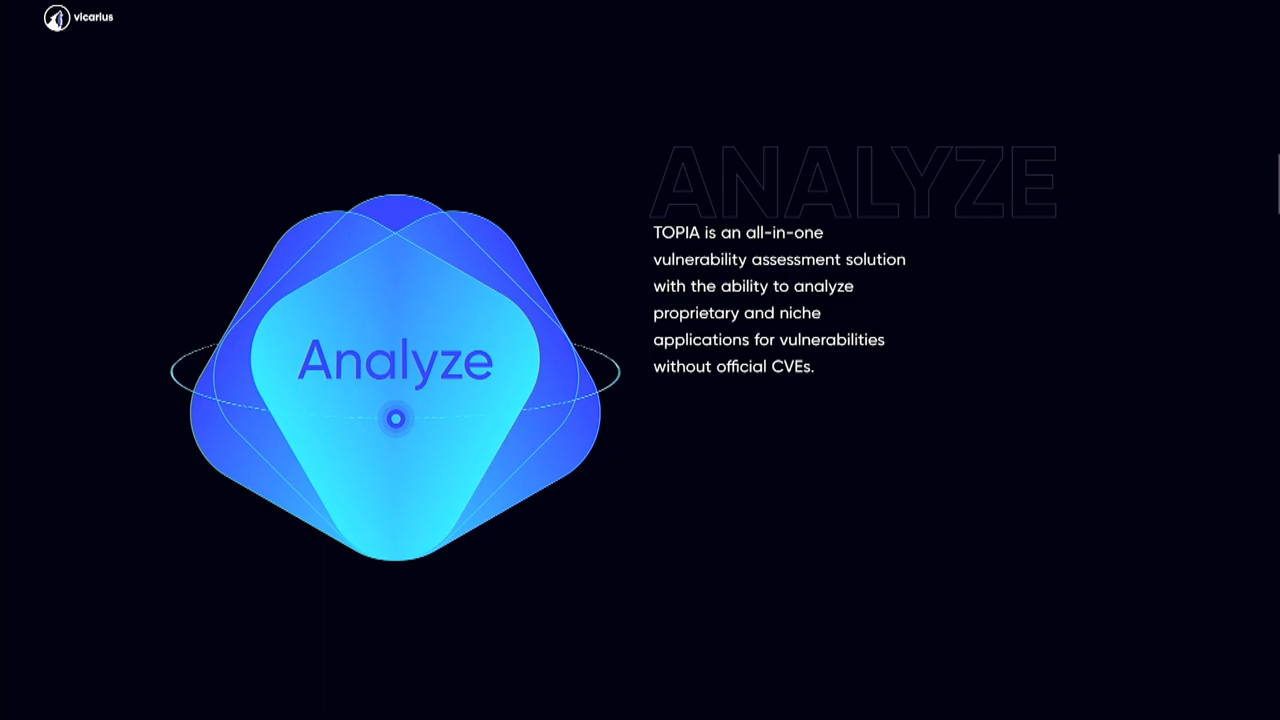 vicarius
ANALYZE
TOPIA is an all-in-one
vulnerability assessment solution
with the ability to analyze
proprietary and niche
applications for vulnerabilities
without official CVEs.
Analyze